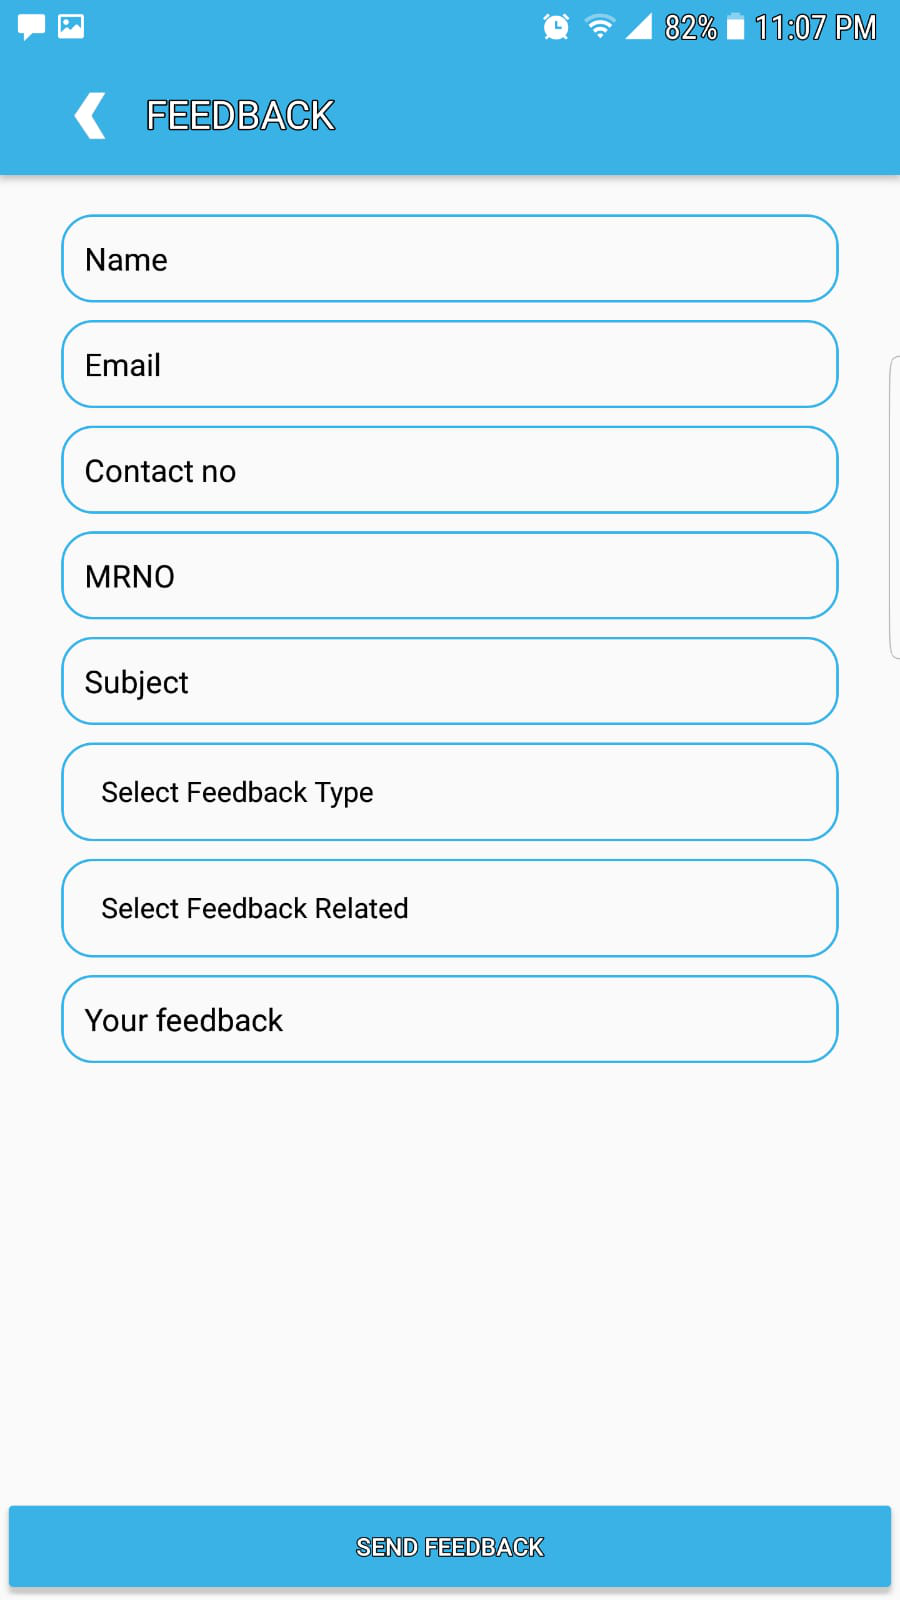 82% 11:07 PM
FEEDBACK
Name
Email
Contact no
MRNO
Subject
Select Feedback Type
Select Feedback Related
Your feedback
SEND FEEDBACK